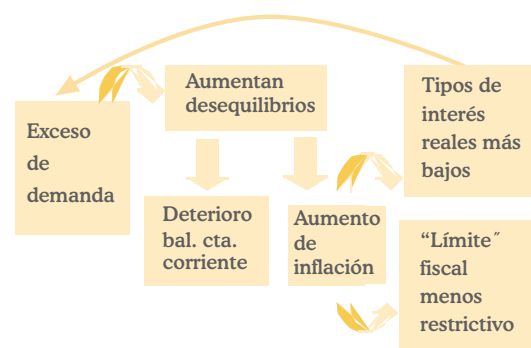 Exceso
de
demanda
Aumentan
desequilibrios
Deterioro
bal. cta.
corriente
Aumento
de
inflación
Tipos de
interés
reales más
bajos
“Límite˝
fiscal
menos
restrictivo